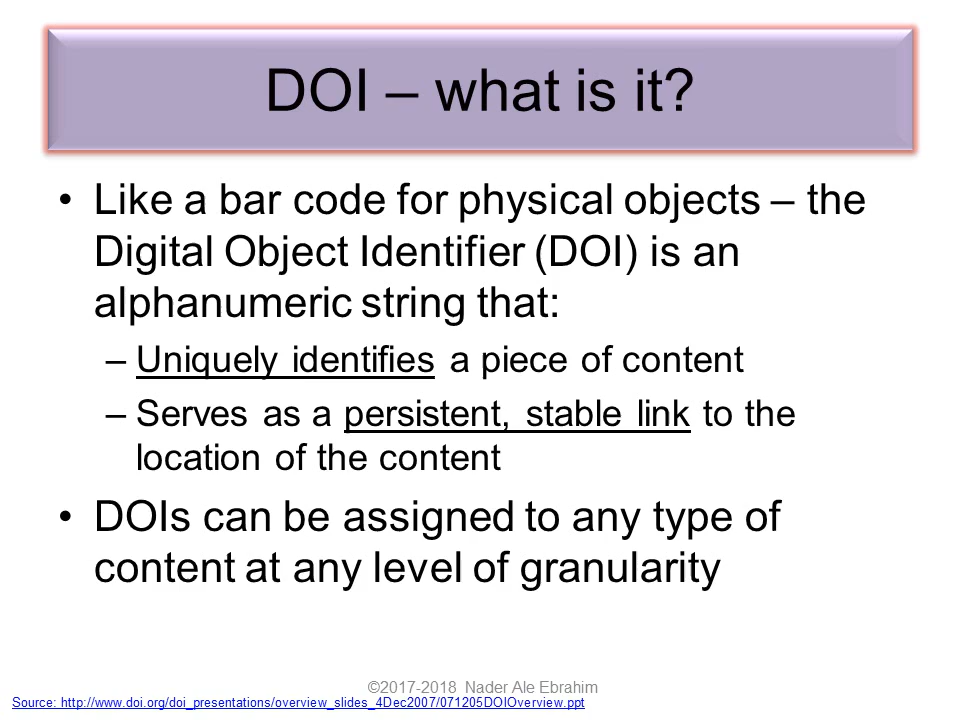 DOI – what is it?
• Like a bar code for physical objects – the
Digital Object Identifier (DOI) is an
alphanumeric string that:
– Uniquely identifies a piece of content
– Serves as a persistent, stable link to the
location of the content
• DOIs can be assigned to any type of
content at any level of granularity
©2017-2018 Nader Ale Ebrahim
Source: http://www.doi.org/doi_presentations/overview_slides_4Dec2007/071205DOIOverview.ppt